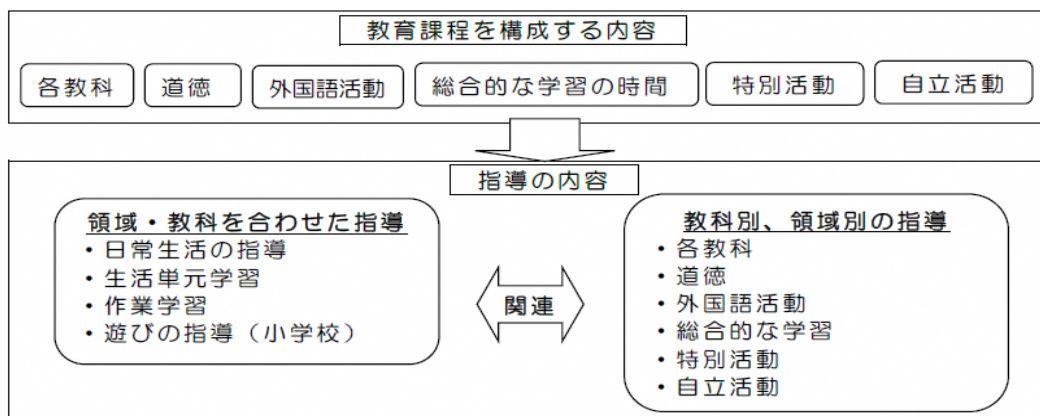 教育課程を構成する内容
各教科 道徳 外国語活動 総合的な学習の時間 特別活動 自立活動
指導の内容
領域・教科を合わせた指導
・日常生活の指導
・生活単元学習
・作業学習
・遊びの指導（小学校）
関連
教科別、領域別の指導
・各教科
・道徳
・外国語活動
・総合的な学習
・特別活動
・自立活動